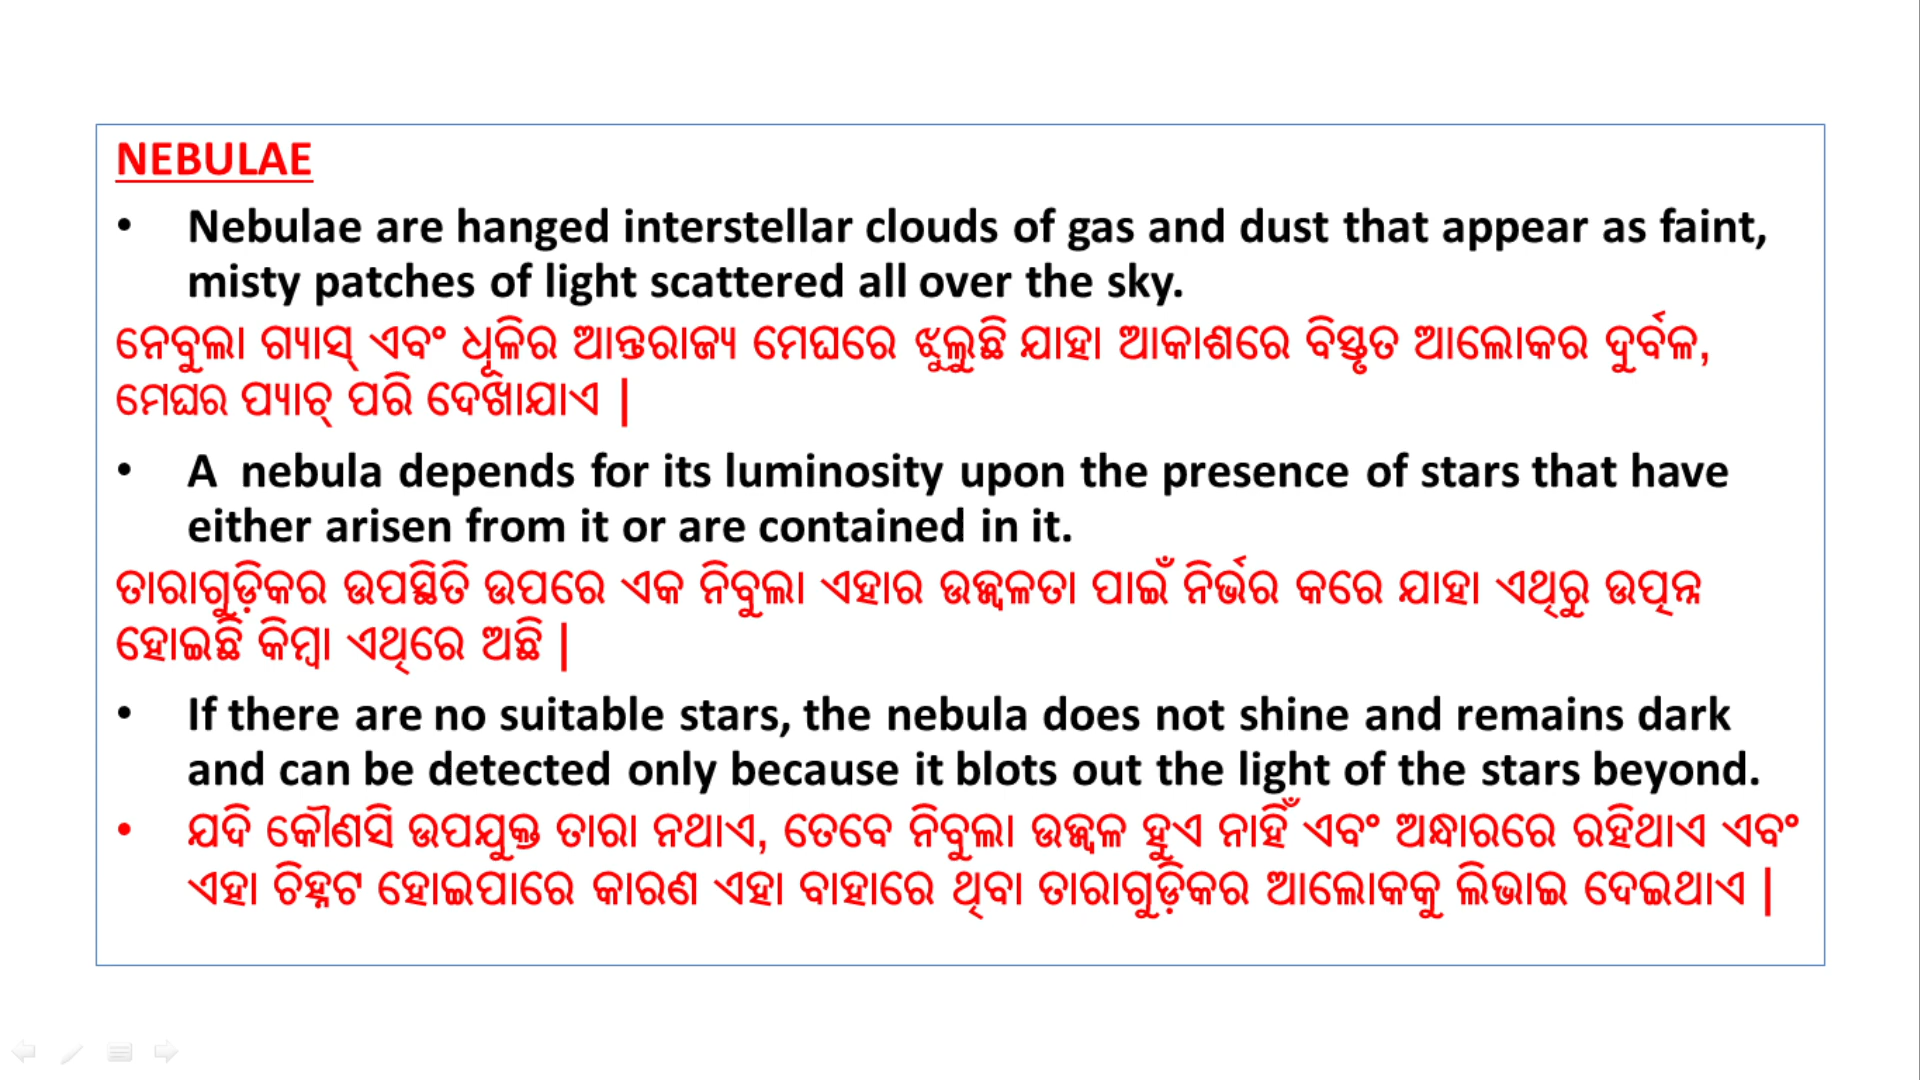 NEBULAE
• Nebulae are hanged interstellar clouds of gas and dust that appear as faint,
misty patches of light scattered all over the sky.
ନେବୁଲା ଗ୍ୟାସ୍ ଏବଂ ଧୂଳିର ଆନ୍ତରାଜ୍ୟ ମେଘରେ ଝୁଲୁଛି ଯାହା ଆକାଶରେ ବିସ୍ତୃତ ଆଲୋକର ଦୁର୍ବଳ,
ମେଘର ପ୍ୟାଚ୍ ପରି ଦେଖାଯାଏ |
• A nebula depends for its luminosity upon the presence of stars that have
either arisen from it or are contained in it.
ତାରାଗୁଡ଼ିକର ଉପସ୍ଥିତି ଉପରେ ଏକ ନିବୁଲା ଏହାର ଉଜ୍ଜ୍ୱଳତା ପାଇଁ ନିର୍ଭର କରେ ଯାହା ଏଥିରୁ ଉତ୍ପନ୍ନ
ହୋଇଛି କିମ୍ବା ଏଥିରେ ଅଛି |
• If there are no suitable stars, the nebula does not shine and remains dark
and can be detected only because it blots out the light of the stars beyond.
• ଯଦି କୌଣସି ଉପଯୁକ୍ତ ତାରା ନଥାଏ, ତେବେ ନିବୁଲା ଉଜ୍ଜ୍ୱଳ ହୁଏ ନାହିଁ ଏବଂ ଅନ୍ଧାରରେ ରହିଥାଏ ଏବଂ
ଏହା ଚିହ୍ନଟ ହୋଇପାରେ କାରଣ ଏହା ବାହାରେ ଥିବା ତାରାଗୁଡ଼ିକର ଆଲୋକକୁ ଲିଭାଇ ଦେଇଥାଏ |